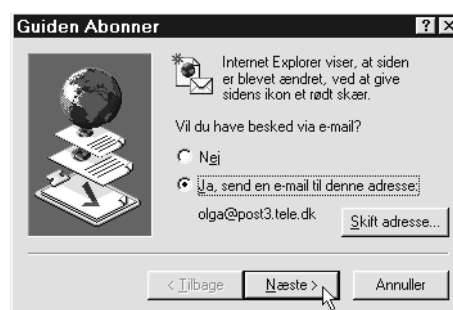 Guiden Abonner
Internet Explorer viser, at siden
er blevet ændret, ved at give
sidens ikon et rødt skær.
Vil du have besked via e-mail?
Nej
Ja, send en e-mail til denne adresse:
olga@post3.tele.dk
Skift adresse...
< Tilbage
Næste >
Annuller